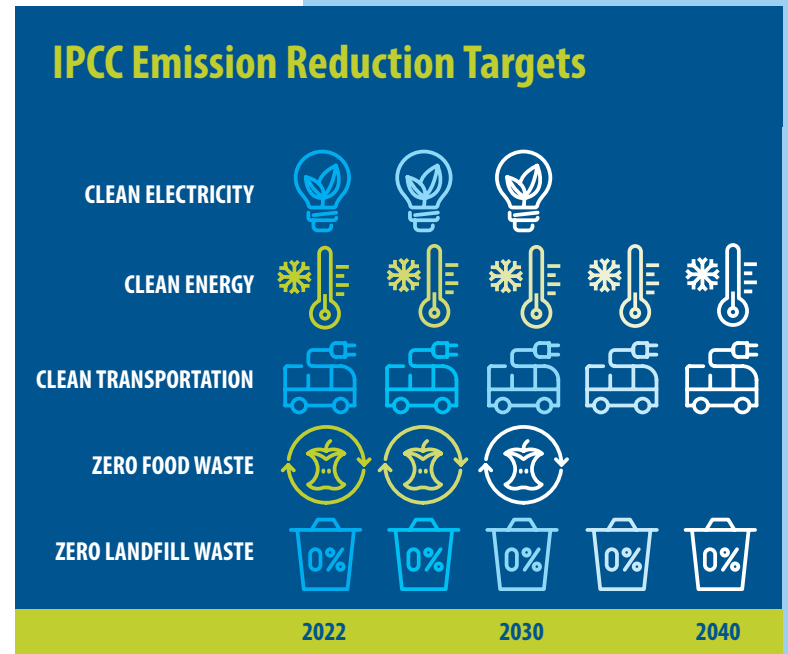 IPCC Emission Reduction Targets
CLEAN ELECTRICITY
CLEAN ENERGY
CLEAN TRANSPORTATION
ZERO FOOD WASTE
ZERO LANDFILL WASTE
0% 0% 0% 0% 0%
2022 2030 2040